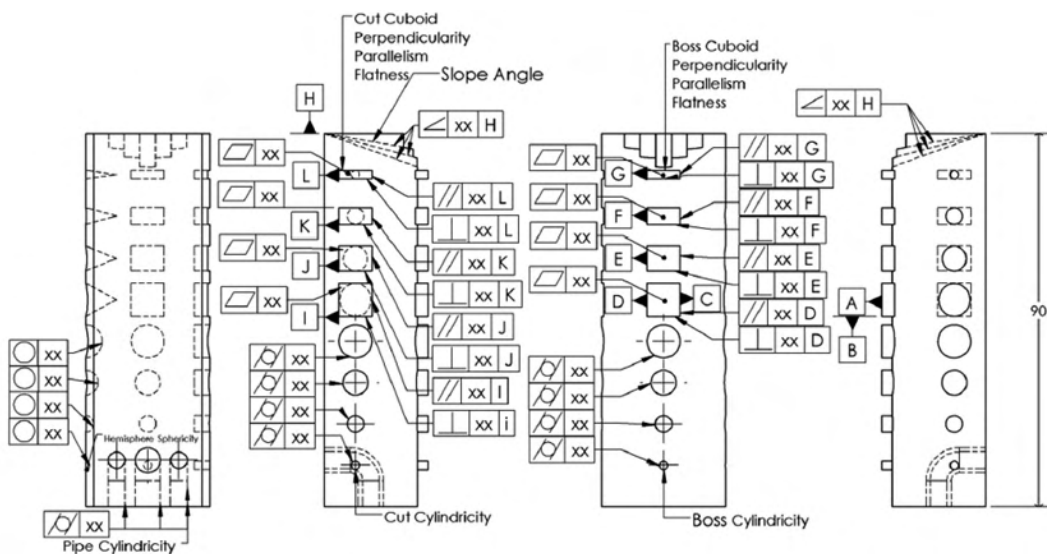 Cut Cuboid
Perpendicularity
Parallelism
Flatness
Slope Angle
Boss Cuboid
Perpendicularity
Parallelism
Flatness
H
∠ xx H
∠ xx H
▱ xx
L
// xx L
⊥ xx L
▱ xx
K
// xx K
⊥ xx K
▱ xx
J
// xx J
⊥ xx J
▱ xx
I
// xx I
⊥ xx i
▱ xx
G
// xx G
⊥ xx G
▱ xx
F
// xx F
⊥ xx F
▱ xx
E
// xx E
⊥ xx E
▱ xx
D
C
// xx D
⊥ xx D
A
B
90
○ xx
○ xx
○ xx
○ xx
Hemisphere Sphericity
⌭ xx
⌭ xx
⌭ xx
⌭ xx
⌭ xx
⌭ xx
⌭ xx
⌭ xx
⌭ xx
Pipe Cylindricity
Cut Cylindricity
Boss Cylindricity